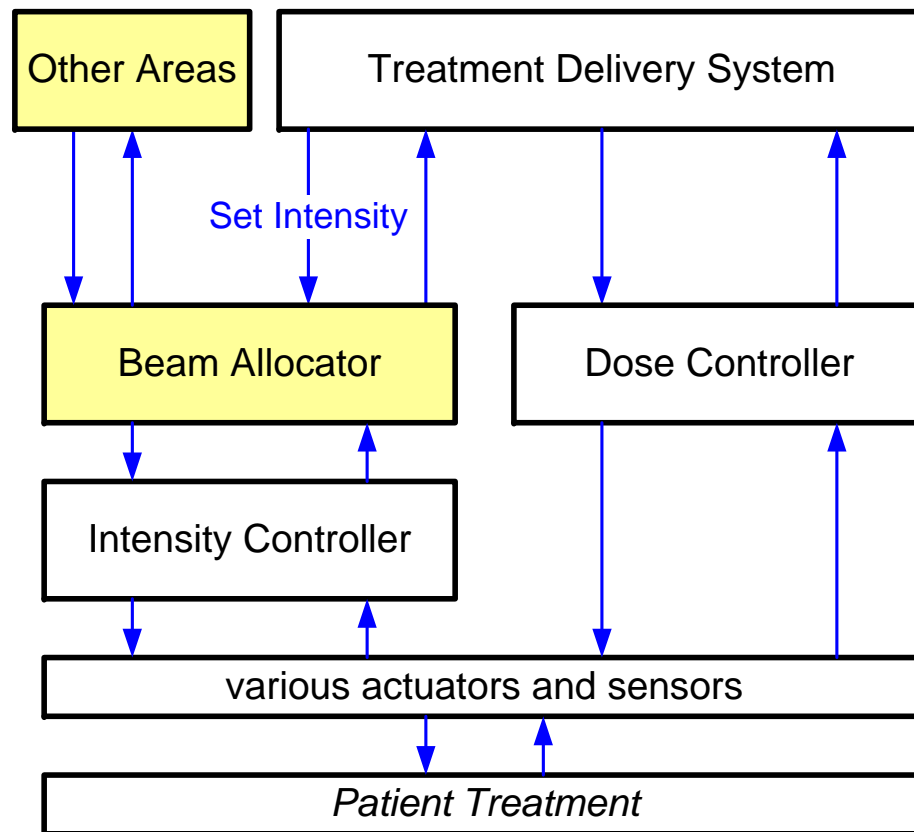 Other Areas
Treatment Delivery System
Set Intensity
Beam Allocator
Dose Controller
Intensity Controller
various actuators and sensors
Patient Treatment